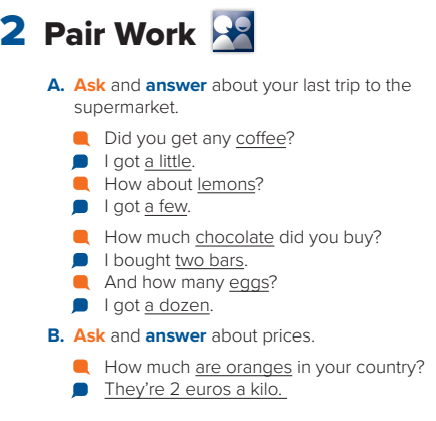 2 Pair Work
A. Ask and answer about your last trip to the
supermarket.
Did you get any coffee?
I got a little.
How about lemons?
I got a few.
How much chocolate did you buy?
I bought two bars.
And how many eggs?
I got a dozen.
B. Ask and answer about prices.
How much are oranges in your country?
They're 2 euros a kilo.